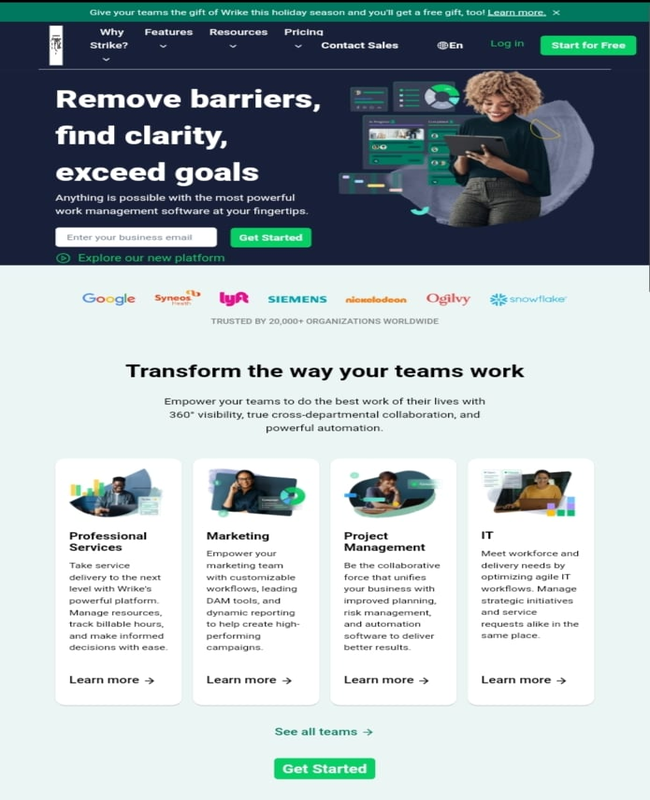 Give your teams the gift of Wrike this holiday season and you'll get a free gift, too! Learn more. ×
Why Strike?
Features
Resources
Pricing
Contact Sales
En
Log in
Start for Free
Remove barriers,
find clarity,
exceed goals
Anything is possible with the most powerful
work management software at your fingertips.
Enter your business email
Get Started
Explore our new platform
Google
Syneos Health
lyft
SIEMENS
nickelodeon
Ogilvy
snowflake
TRUSTED BY 20,000+ ORGANIZATIONS WORLDWIDE
Transform the way your teams work
Empower your teams to do the best work of their lives with
360° visibility, true cross-departmental collaboration, and
powerful automation.
Professional
Services
Take service
delivery to the next
level with Wrike's
powerful platform.
Manage resources,
track billable hours,
and make informed
decisions with ease.
Learn more →
Marketing
Empower your
marketing team
with customizable
workflows, leading
DAM tools, and
dynamic reporting
to help create high-
performing
campaigns.
Learn more →
Project
Management
Be the collaborative
force that unifies
your business with
improved planning,
risk management,
and automation
software to deliver
better results.
Learn more →
IT
Meet workforce and
delivery needs by
optimizing agile IT
workflows. Manage
strategic initiatives
and service
requests alike in the
same place.
Learn more →
See all teams →
Get Started